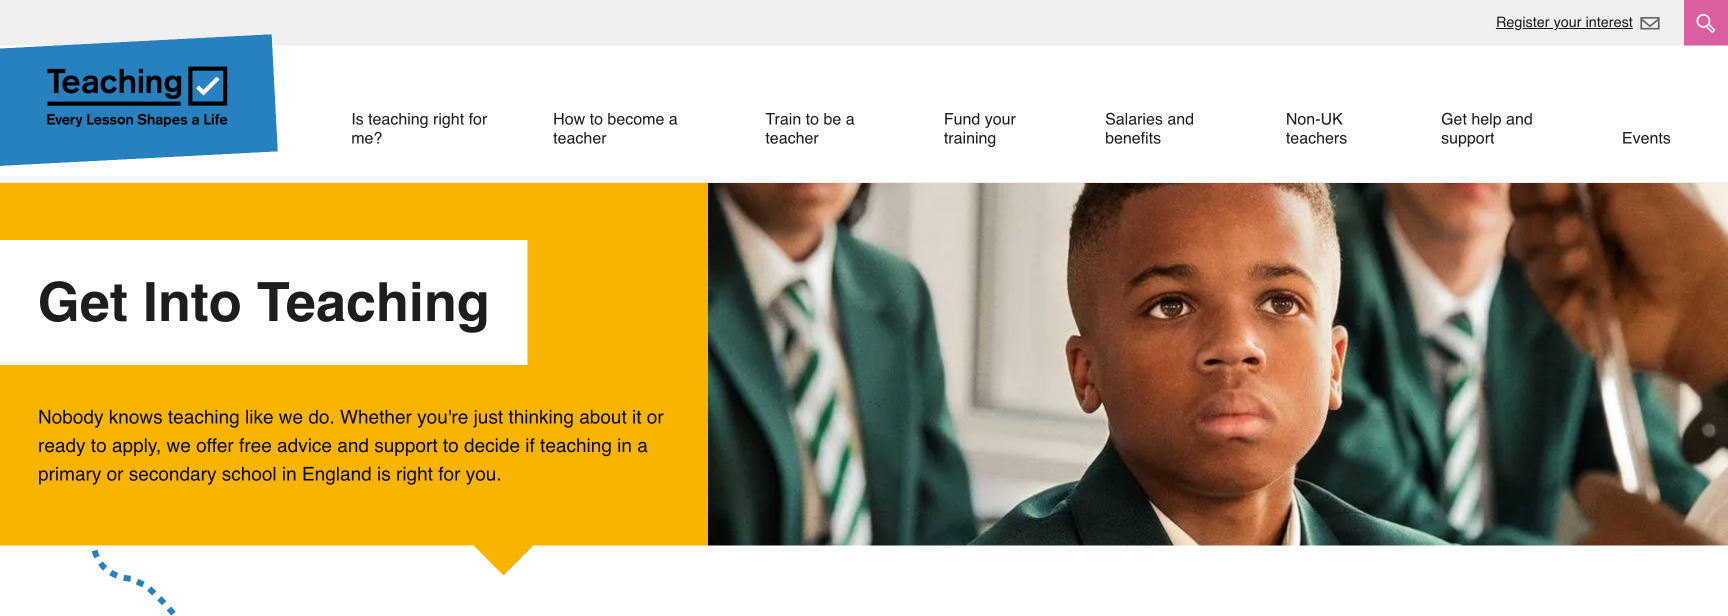 Register your interest
Teaching
Every Lesson Shapes a Life
Is teaching right for
me?
How to become a
teacher
Train to be a
teacher
Fund your
training
Salaries and
benefits
Non-UK
teachers
Get help and
support
Events
Get Into Teaching
Nobody knows teaching like we do. Whether you're just thinking about it or
ready to apply, we offer free advice and support to decide if teaching in a
primary or secondary school in England is right for you.